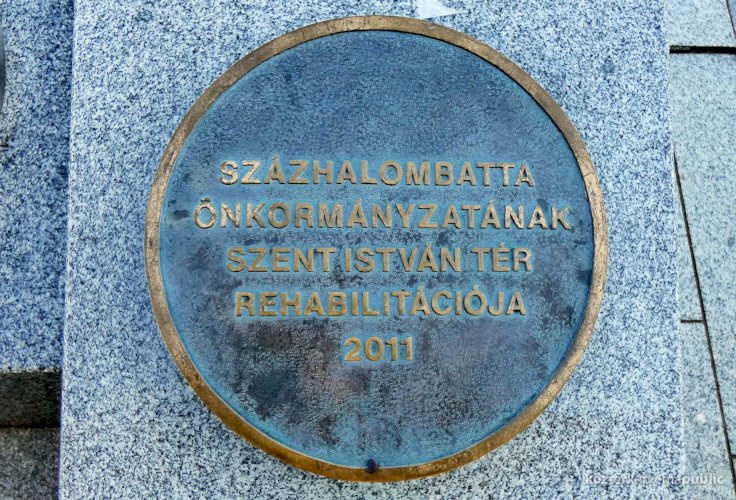 SZÁZHALOMBATTA
ÖNKORMÁNYZATÁNAK
SZENT ISTVÁN TÉR
REHABILITÁCIÓJA
2011